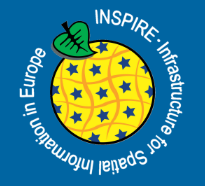 INSPIRE · Infrastructure for Spatial Information in Europe